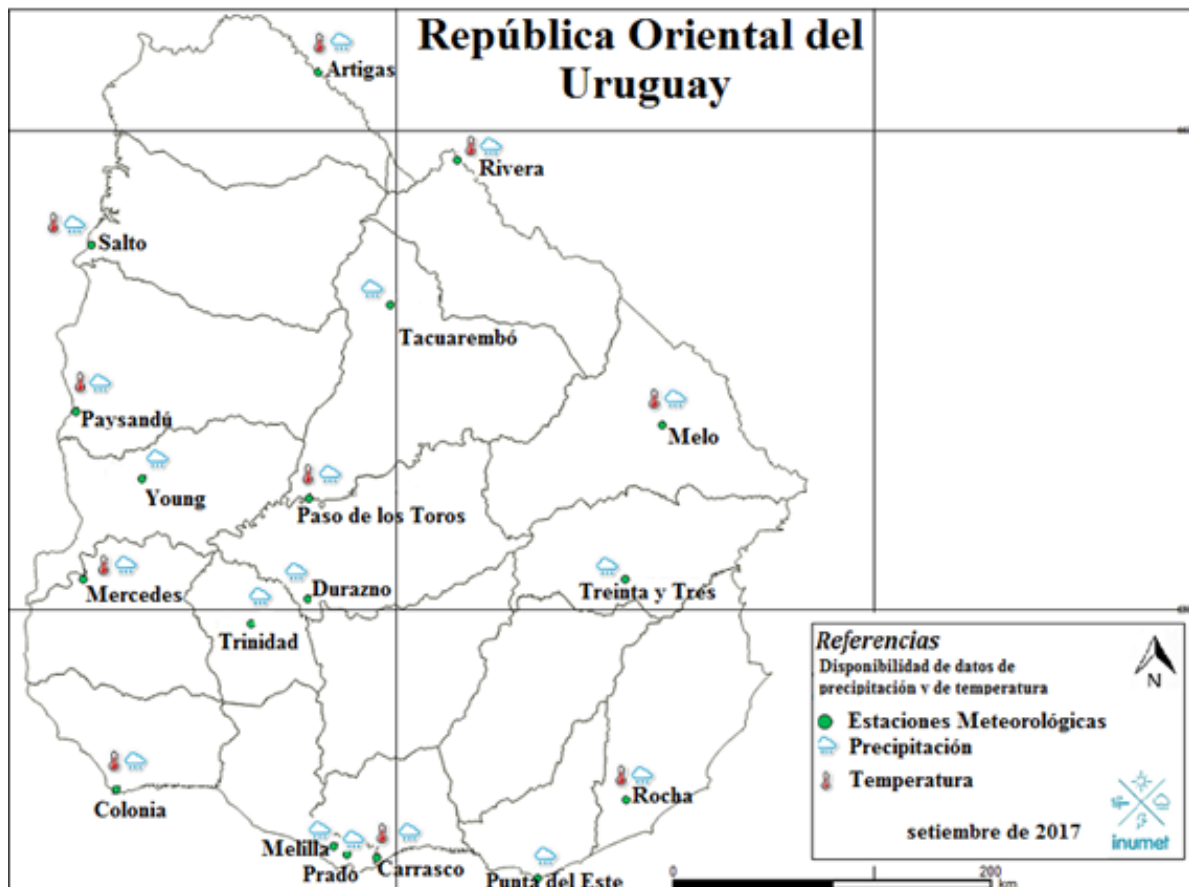 República Oriental del
Uruguay
Artigas
Rivera
Salto
Tacuarembó
Paysandú
Melo
Young
Paso de los Toros
Mercedes
Durazno
Treinta y Tres
Trinidad
Colonia
Rocha
Melilla
Prado
Carrasco
Punta del Este
Referencias
Disponibilidad de datos de
precipitación y de temperatura
N
Estaciones Meteorológicas
Precipitación
Temperatura
setiembre de 2017
inumet
0 200
km